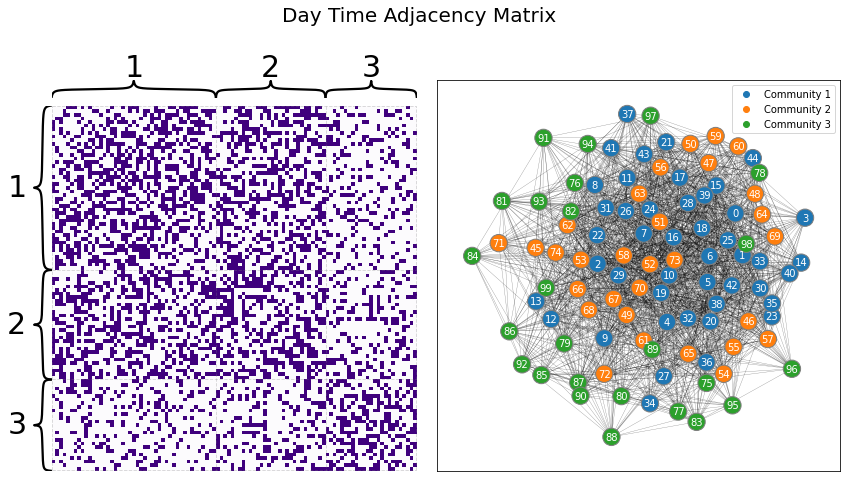 Day Time Adjacency Matrix
1 2 3
1
2
3
Community 1
Community 2
Community 3
37 97
91 94 41 43 21 50 59 60
56 47 44 78
76 8 11 17 15 48
81 93 82 31 26 63 24 28 39 0 64 3
62 22 7 51 16 18 25 98 69
71 45 74 53 2 58 52 73 6 1 33 14
84 29 10 40
99 66 70 19 5 42 30
13 67 38 35
12 68 49 4 32 20 46 23
86 79 9 61 89 65 55 57
92 85 87 72 27 36 54 96
90 80 34 75
88 77 83 95